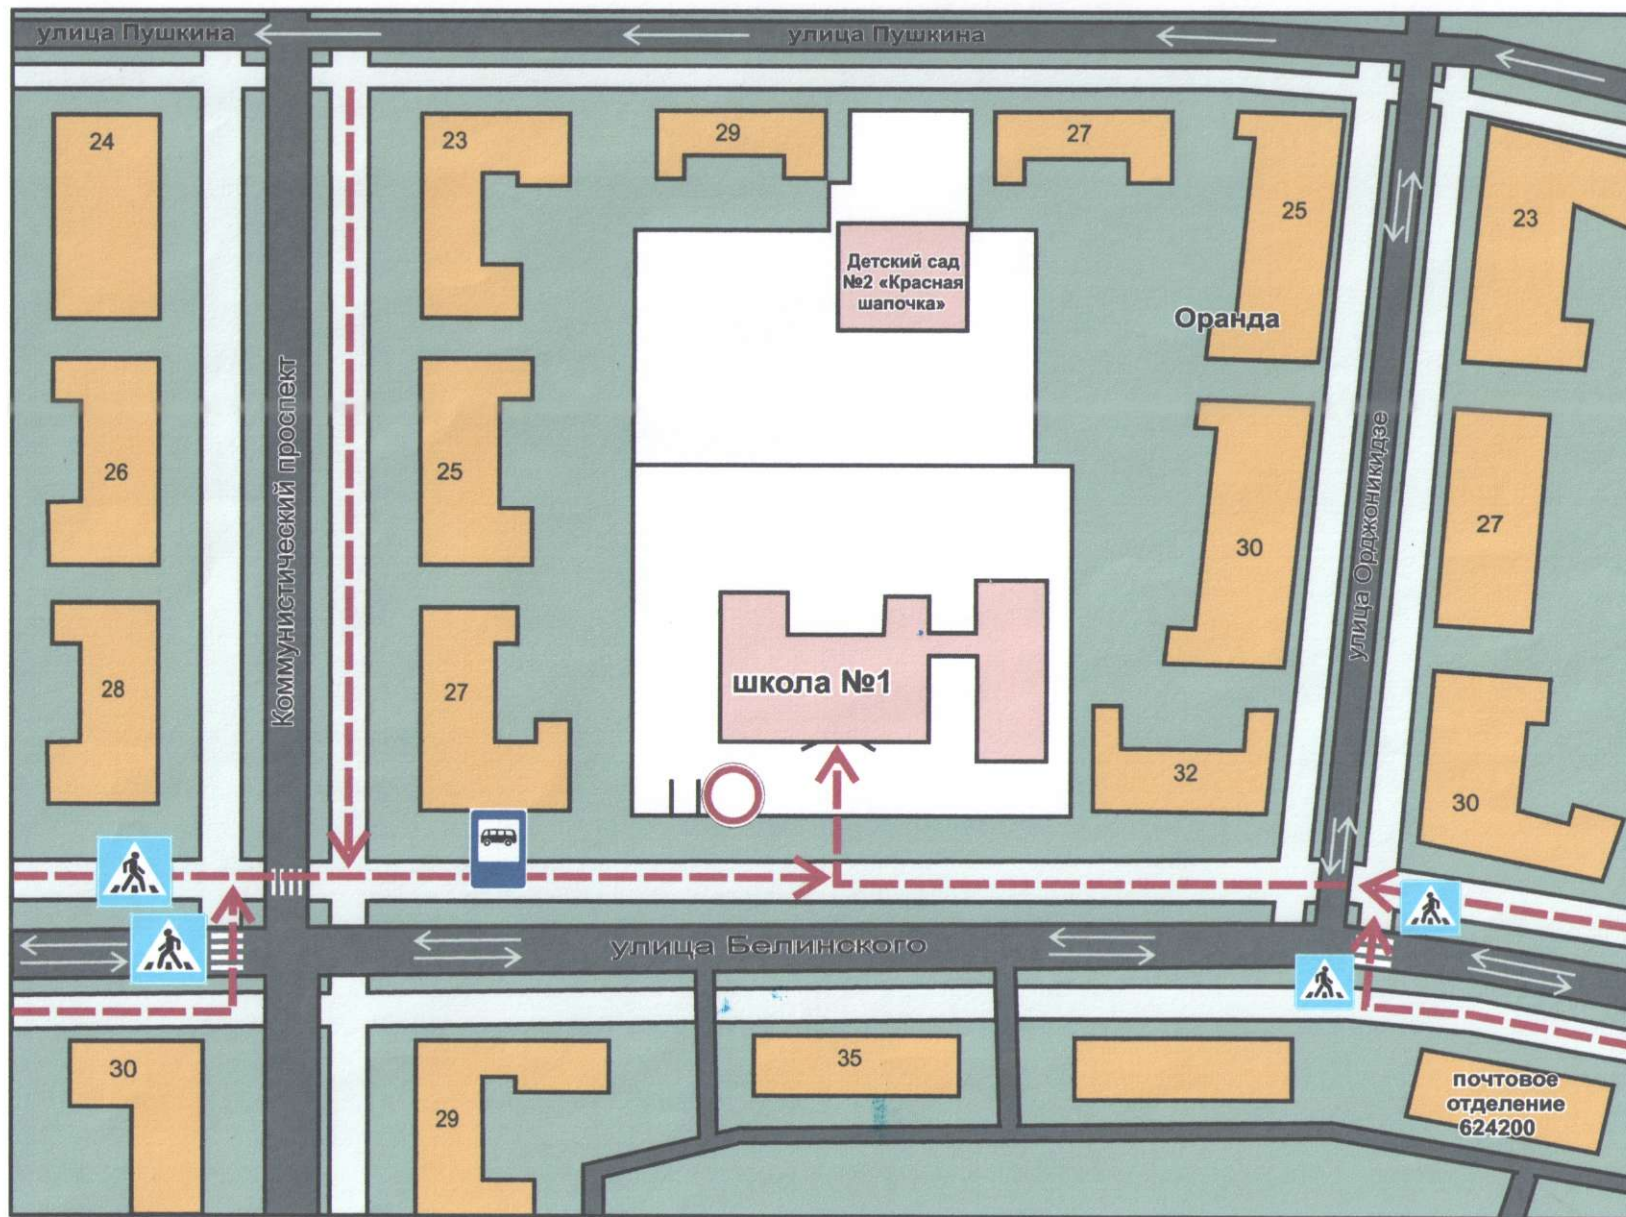 улица Пушкина
улица Пушкина
24
23
29
27
25
23
Детский сад
№2 «Красная
шапочка»
Оранда
Коммунистический проспект
улица Орджоникидзе
26
25
30
27
28
27
школа №1
32
30
улица Белинского
30
29
35
почтовое
отделение
624200